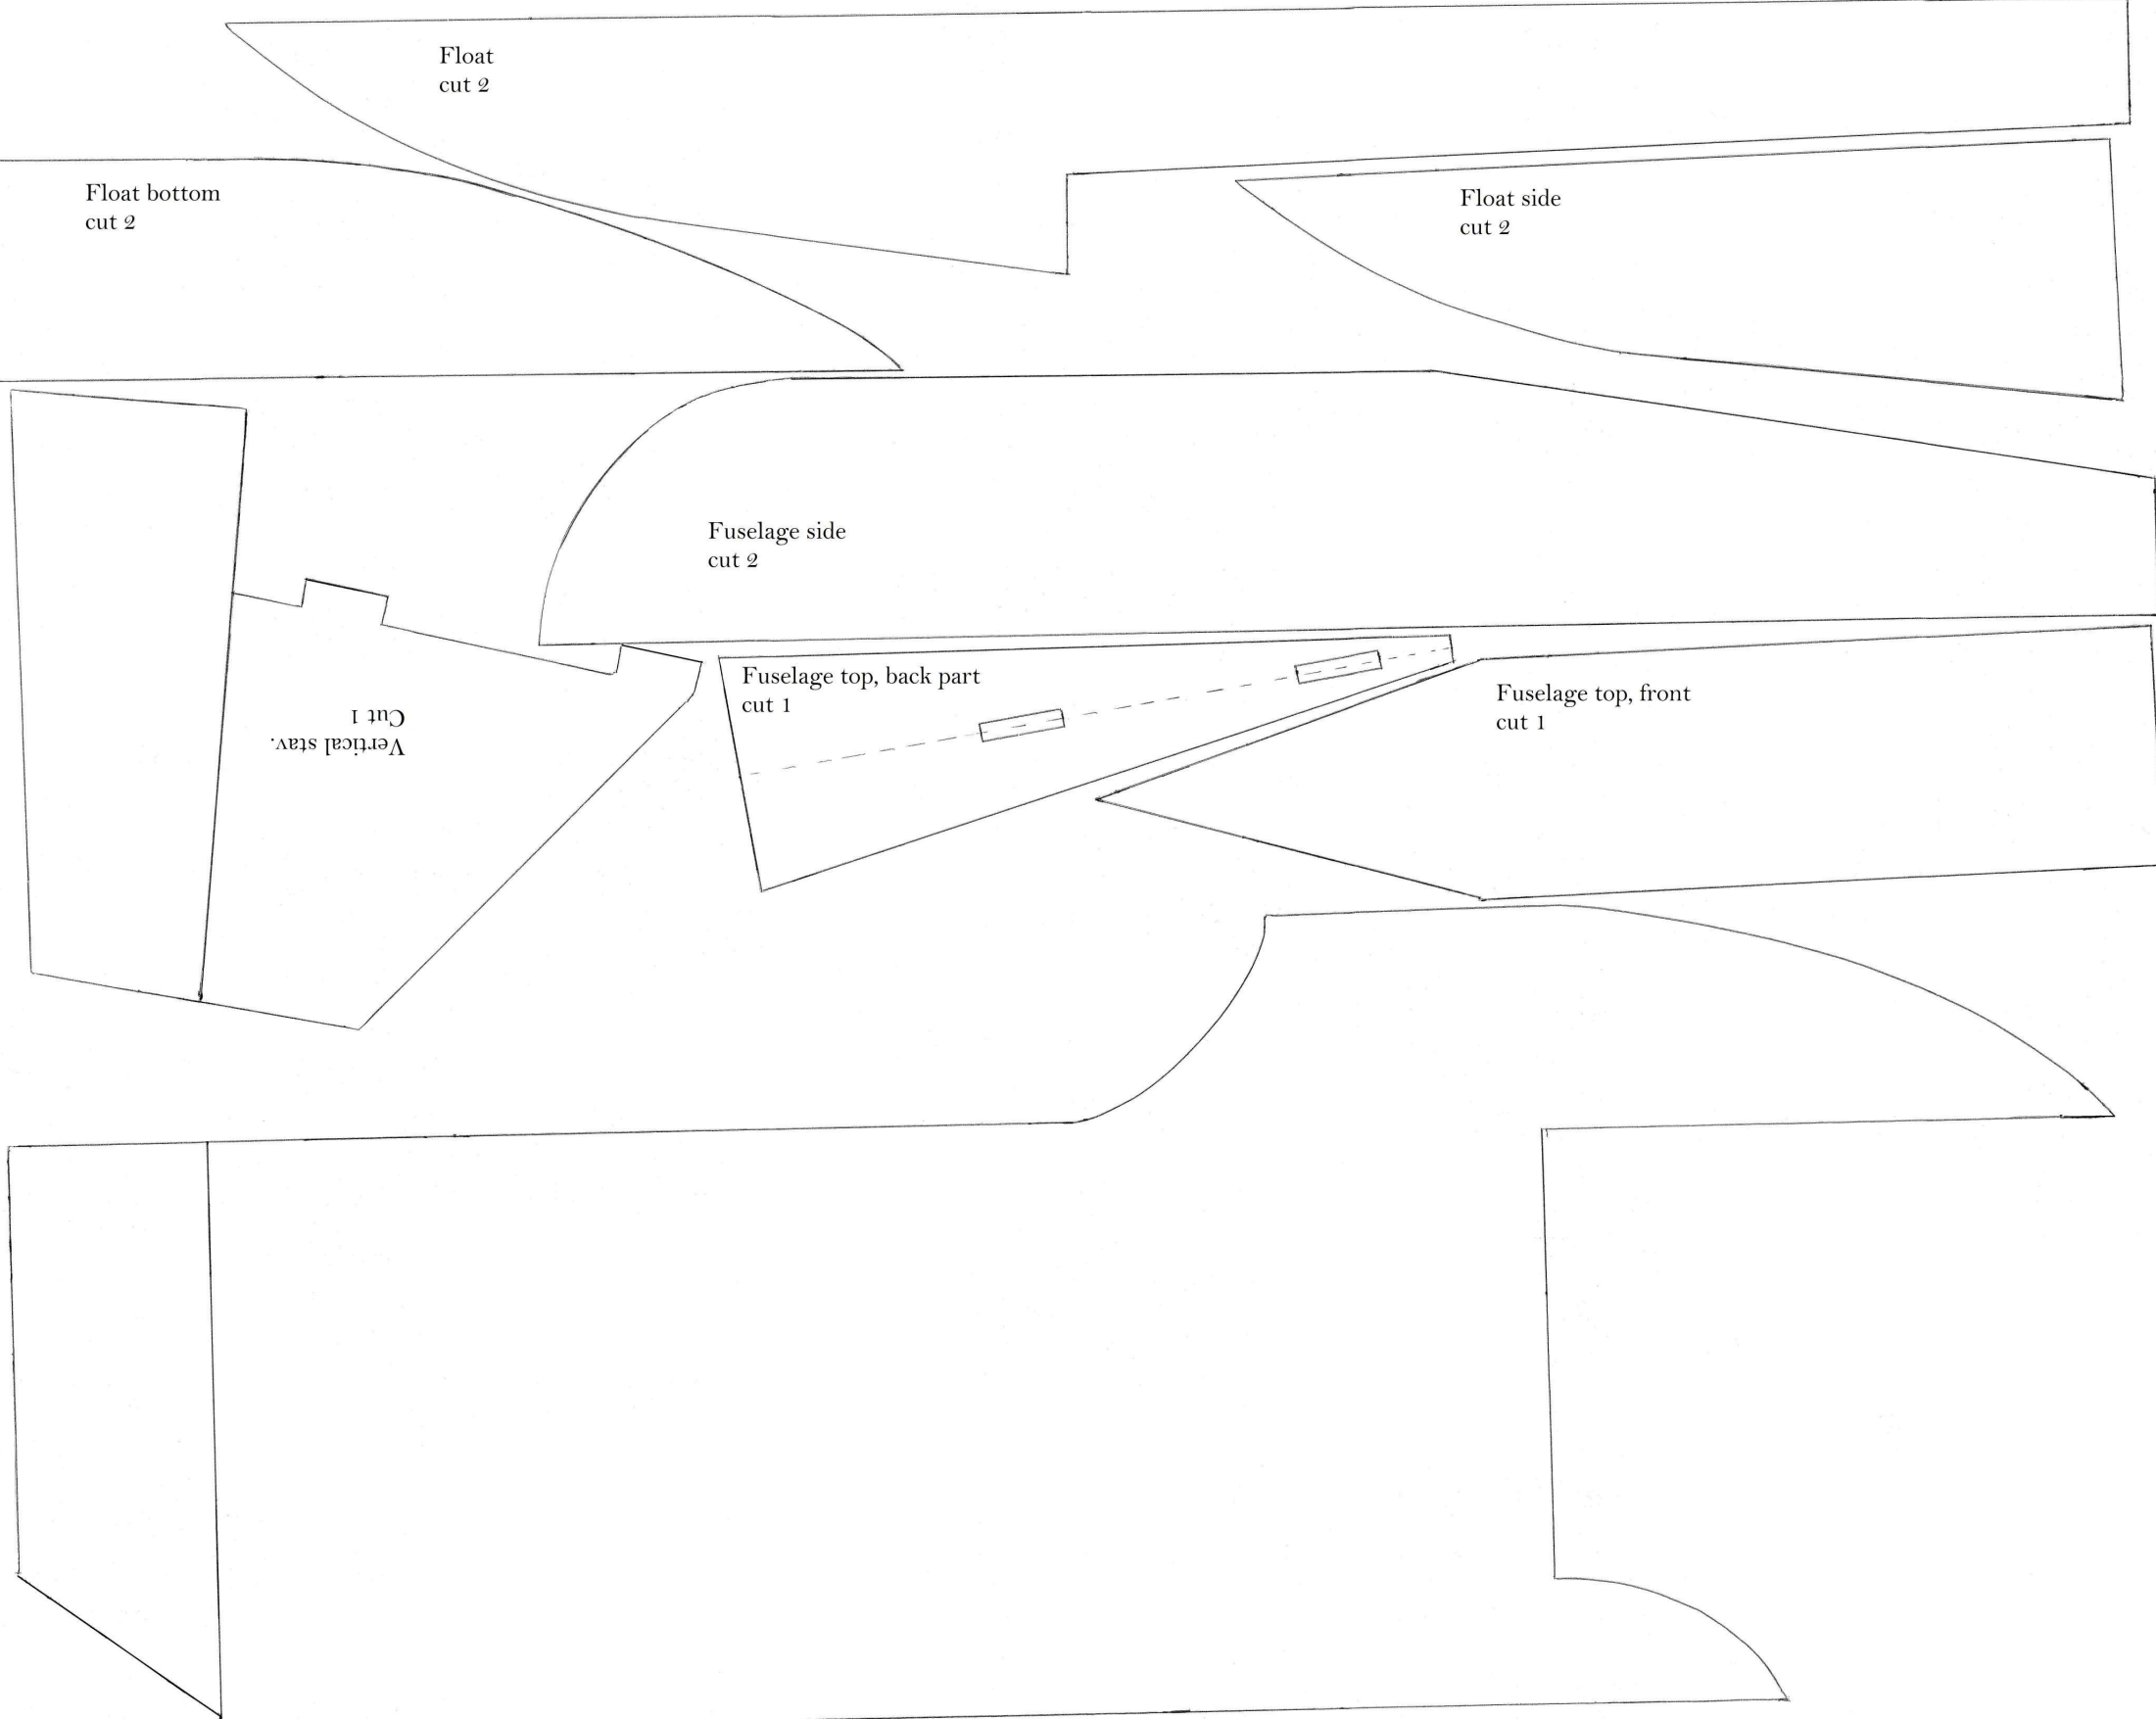 Float
cut 2
Float bottom
cut 2
Float side
cut 2
Fuselage side
cut 2
Fuselage top, back part
cut 1
Fuselage top, front
cut 1
Vertical stav.
Cut 1